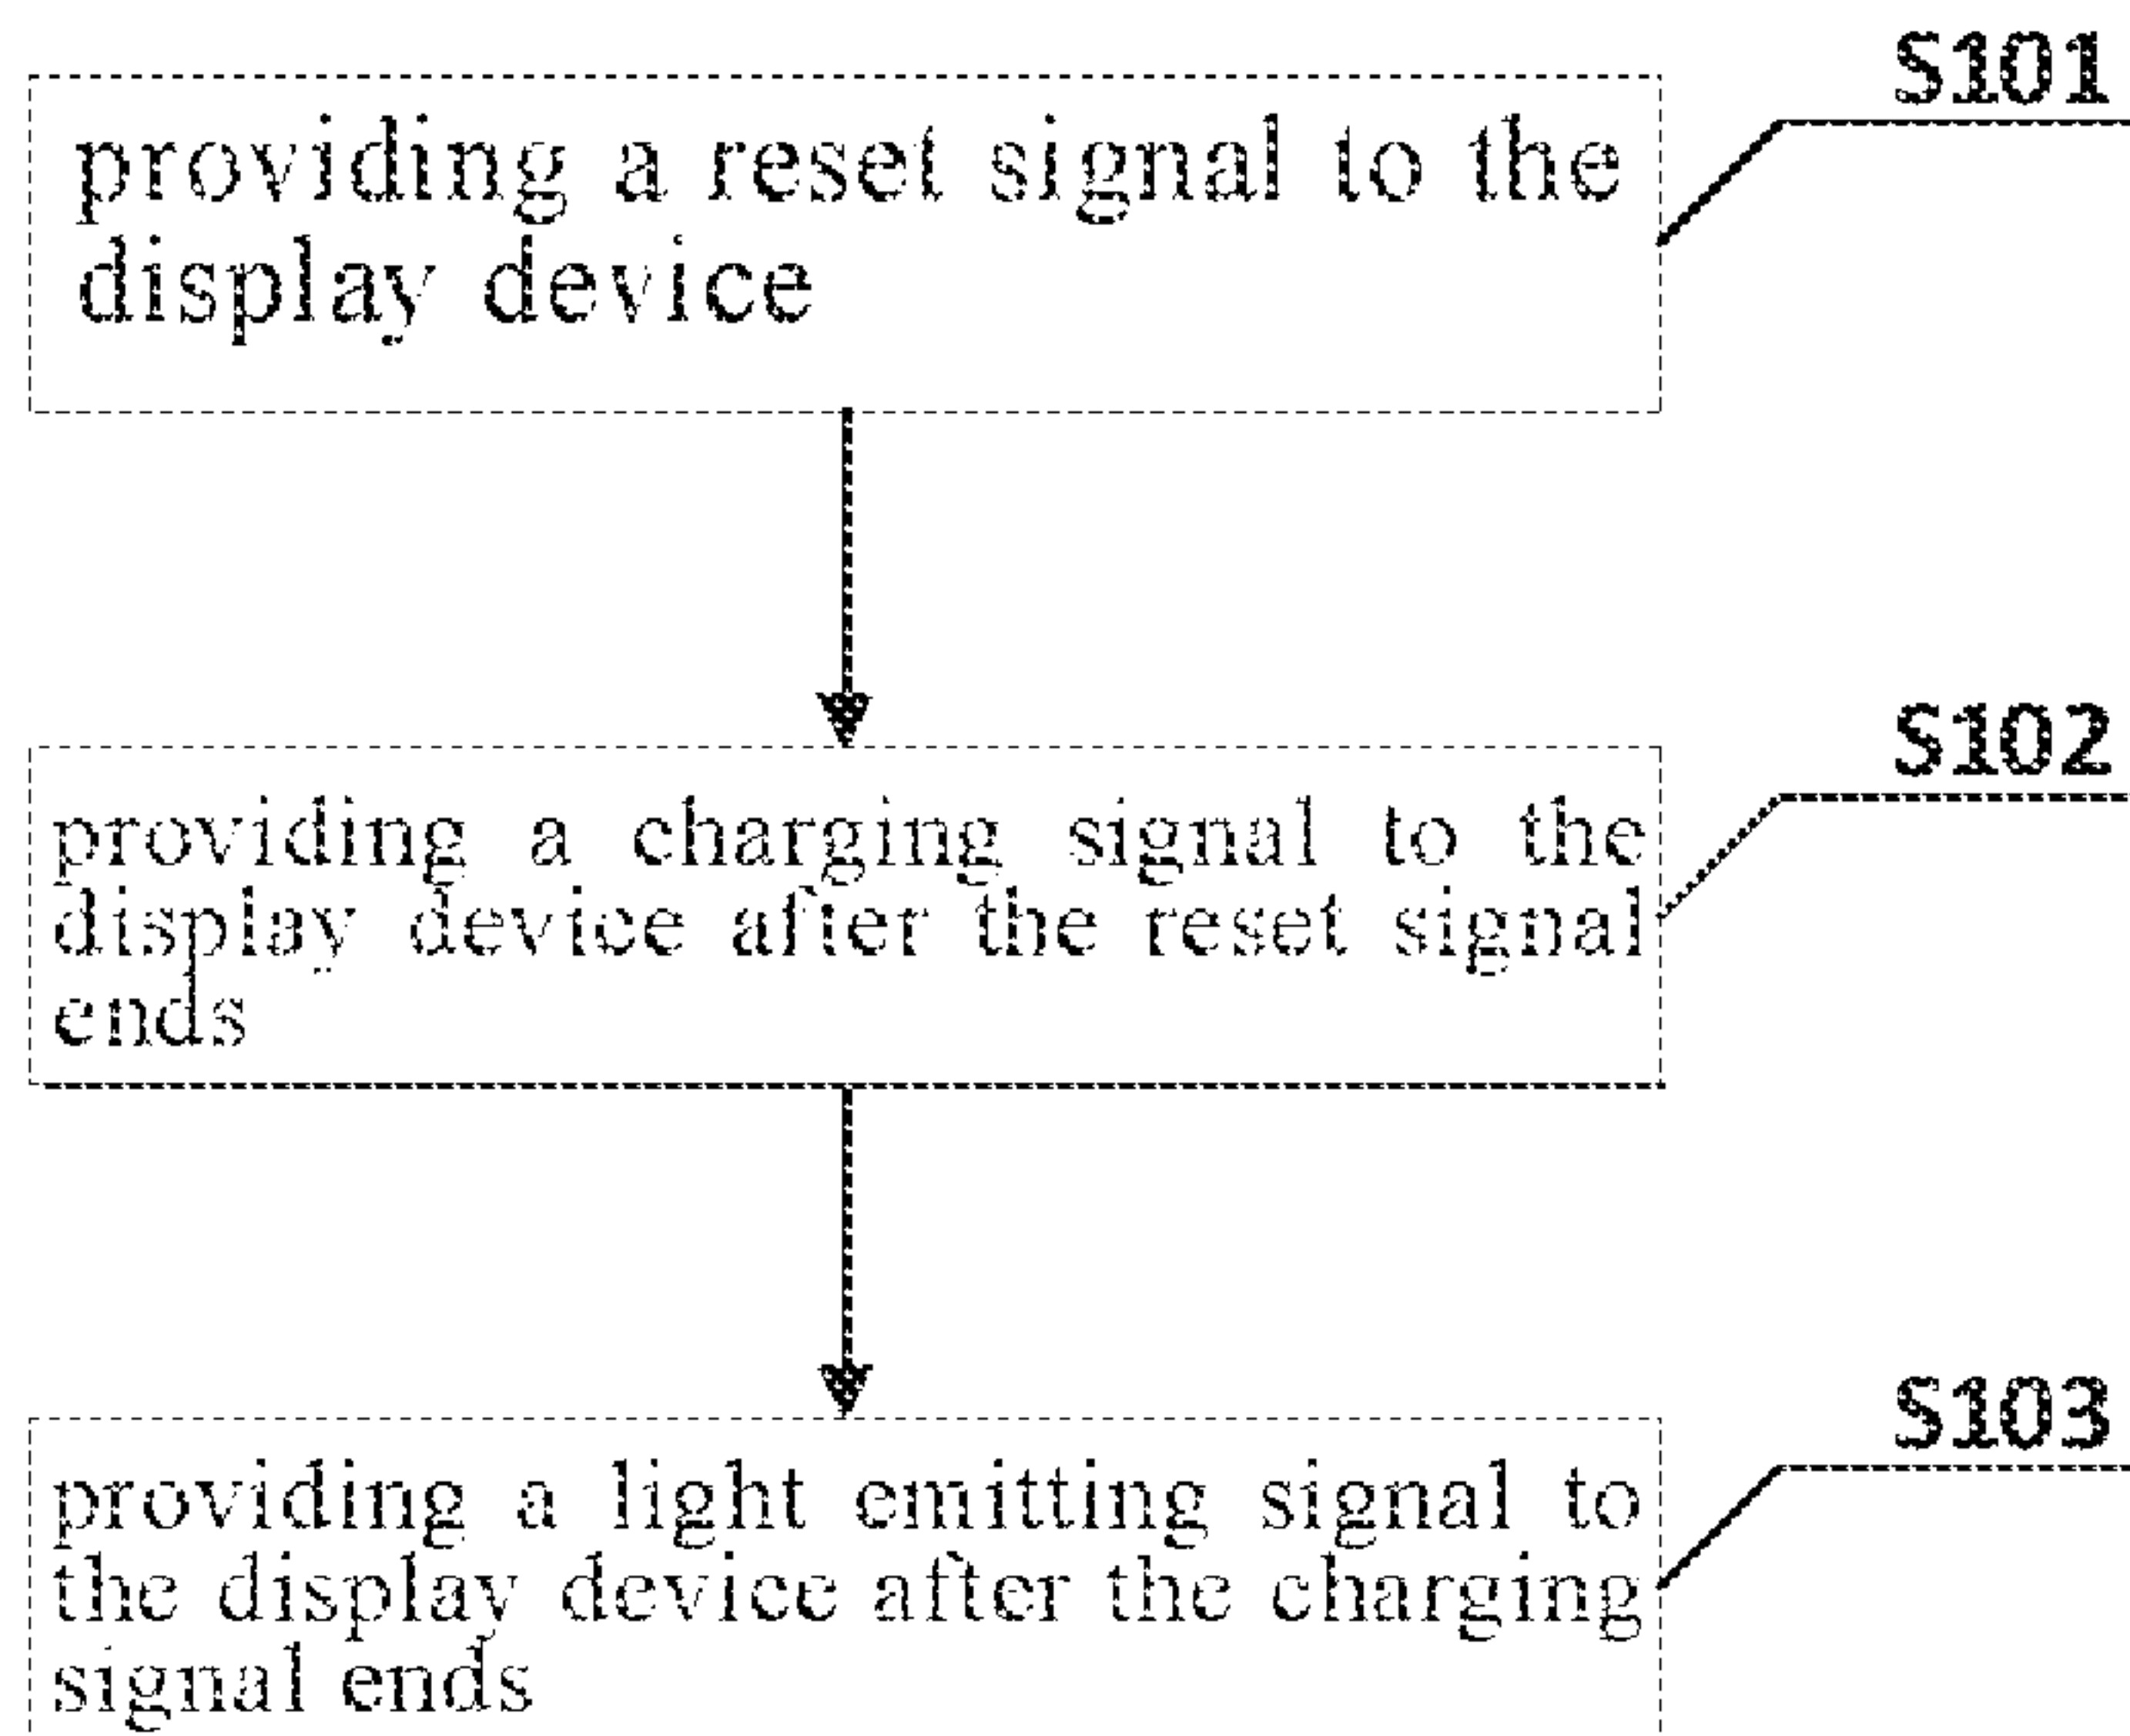 S101
providing a reset signal to the
display device
S102
providing a charging signal to the
display device after the reset signal
ends
S103
providing a light emitting signal to
the display device after the charging
signal ends